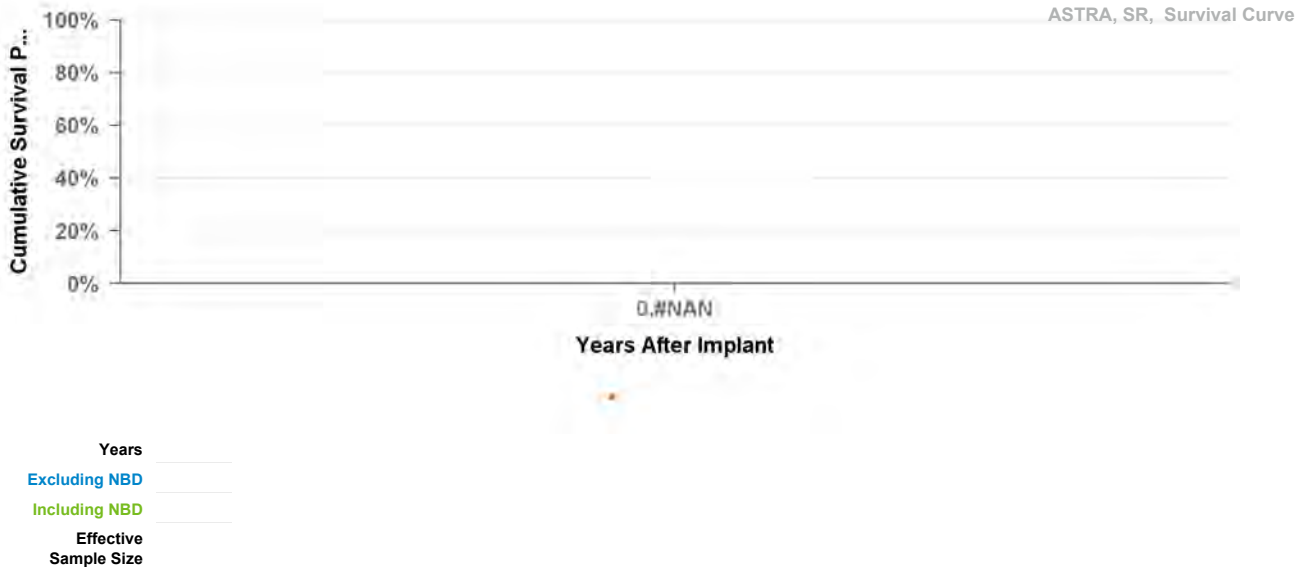 ASTRA, SR, Survival Curve
Cumulative Survival P...
100%
80%
60%
40%
20%
0%
0.#NAN
Years After Implant
Years
Excluding NBD
Including NBD
Effective
Sample Size